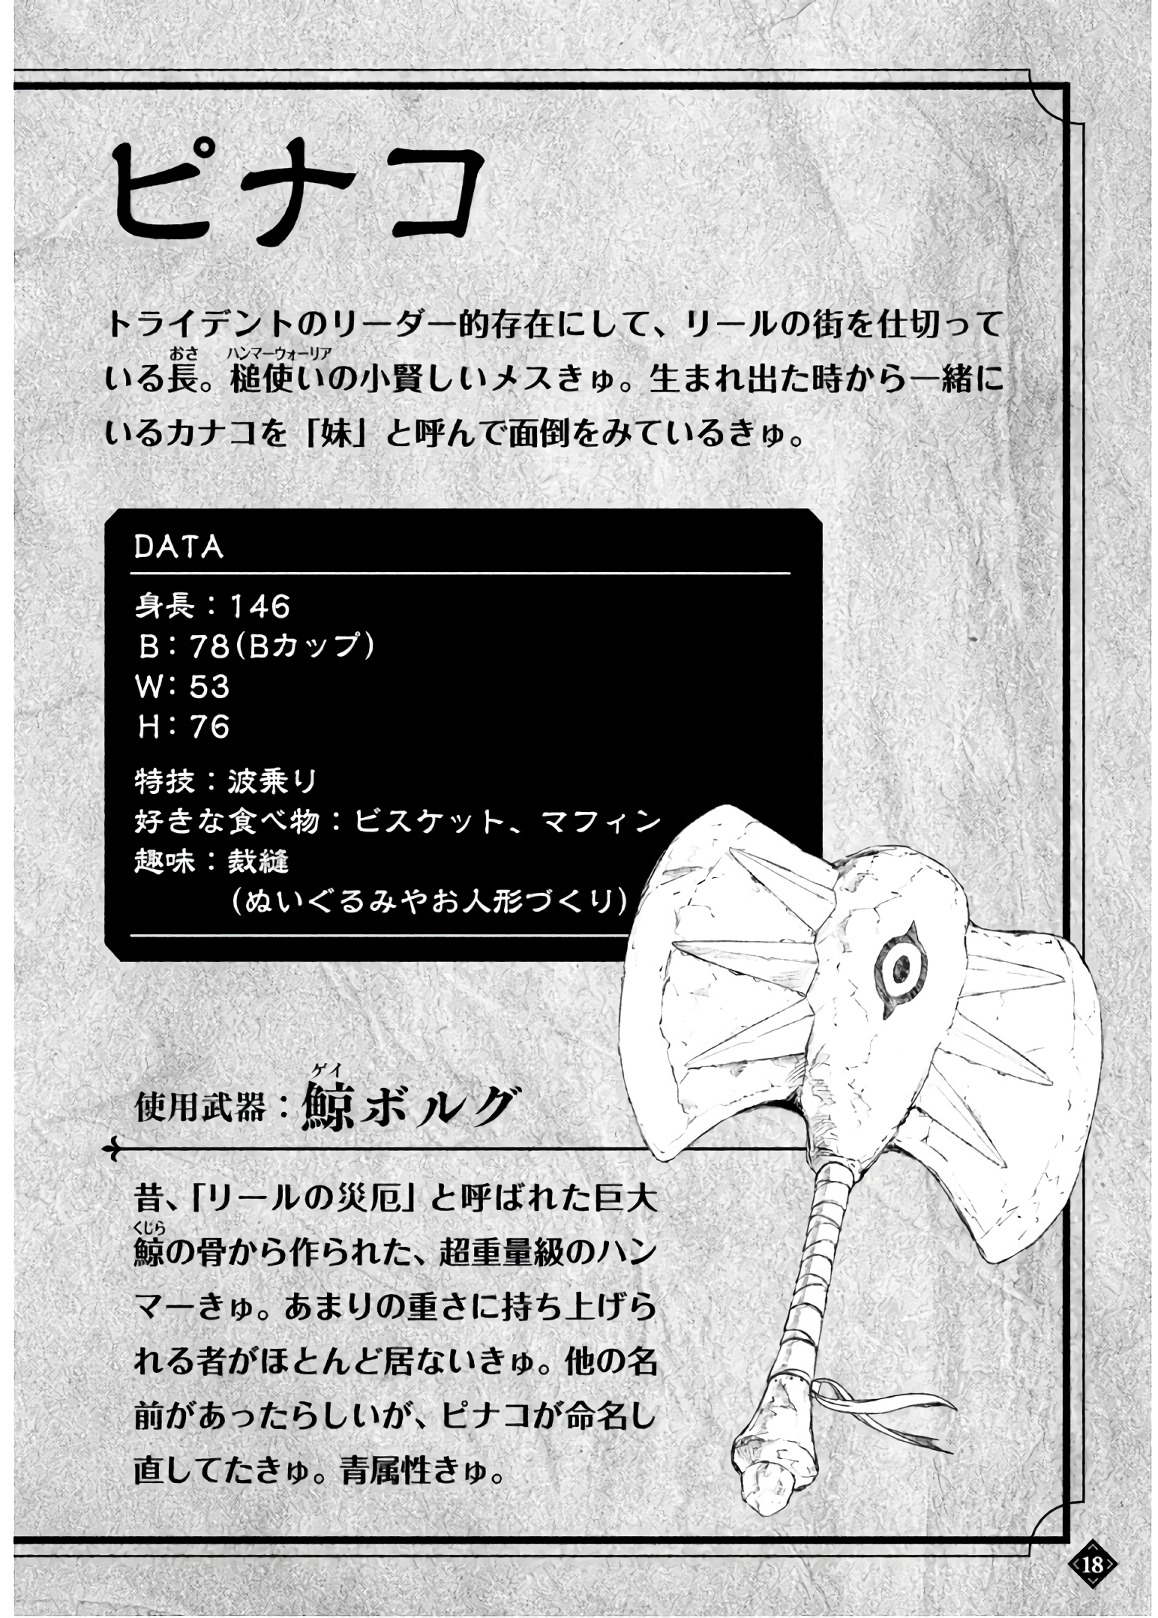 ピナコ
トライデントのリーダー的存在にして、リールの街を仕切って
おさ ハンマーウォーリア
いる長。槌使いの小賢しいメスきゅ。生まれ出た時から一緒に
いるカナコを「妹」と呼んで面倒をみているきゅ。
DATA
身長：146
B：78(Bカップ)
W：53
H：76
特技：波乗り
好きな食べ物：ビスケット、マフィン
趣味：裁縫
(ぬいぐるみやお人形づくり)
ゲイ
使用武器：鯨ボルグ
昔、「リールの災厄」と呼ばれた巨大
くじら
鯨の骨から作られた、超重量級のハン
マーきゅ。あまりの重さに持ち上げら
れる者がほとんど居ないきゅ。他の名
前があったらしいが、ピナコが命名し
直してたきゅ。青属性きゅ。
18